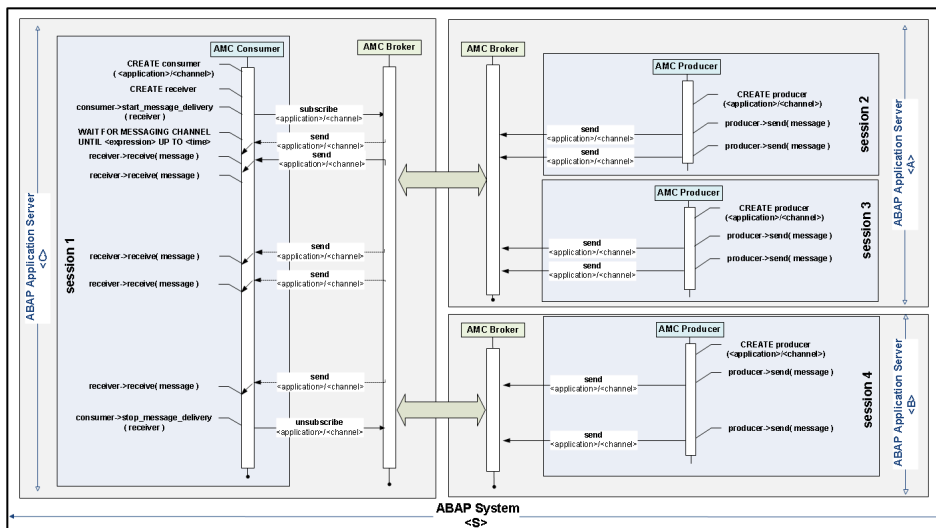 AMC Consumer
AMC Broker
CREATE consumer
( <application>/<channel>)
CREATE receiver
consumer->start_message_delivery
( receiver )
subscribe
<application>/<channel>
WAIT FOR MESSAGING CHANNEL
UNTIL <expression> UP TO <time>
send
<application>/<channel>
receiver->receive( message )
send
<application>/<channel>
receiver->receive( message )
send
<application>/<channel>
receiver->receive( message )
send
<application>/<channel>
receiver->receive( message )
send
<application>/<channel>
receiver->receive( message )
consumer->stop_message_delivery
( receiver )
unsubscribe
<application>/<channel>
session 1
ABAP Application Server
<C>
AMC Broker
AMC Producer
CREATE producer
(<application>/<channel>)
send
<application>/<channel>
producer->send( message )
send
<application>/<channel>
producer->send( message )
session 2
AMC Producer
CREATE producer
(<application>/<channel>)
producer->send( message )
send
<application>/<channel>
producer->send( message )
send
<application>/<channel>
session 3
ABAP Application Server
<A>
AMC Broker
AMC Producer
CREATE producer
(<application>/<channel>)
producer->send( message )
send
<application>/<channel>
producer->send( message )
send
<application>/<channel>
session 4
ABAP Application Server
<B>
ABAP System
<S>